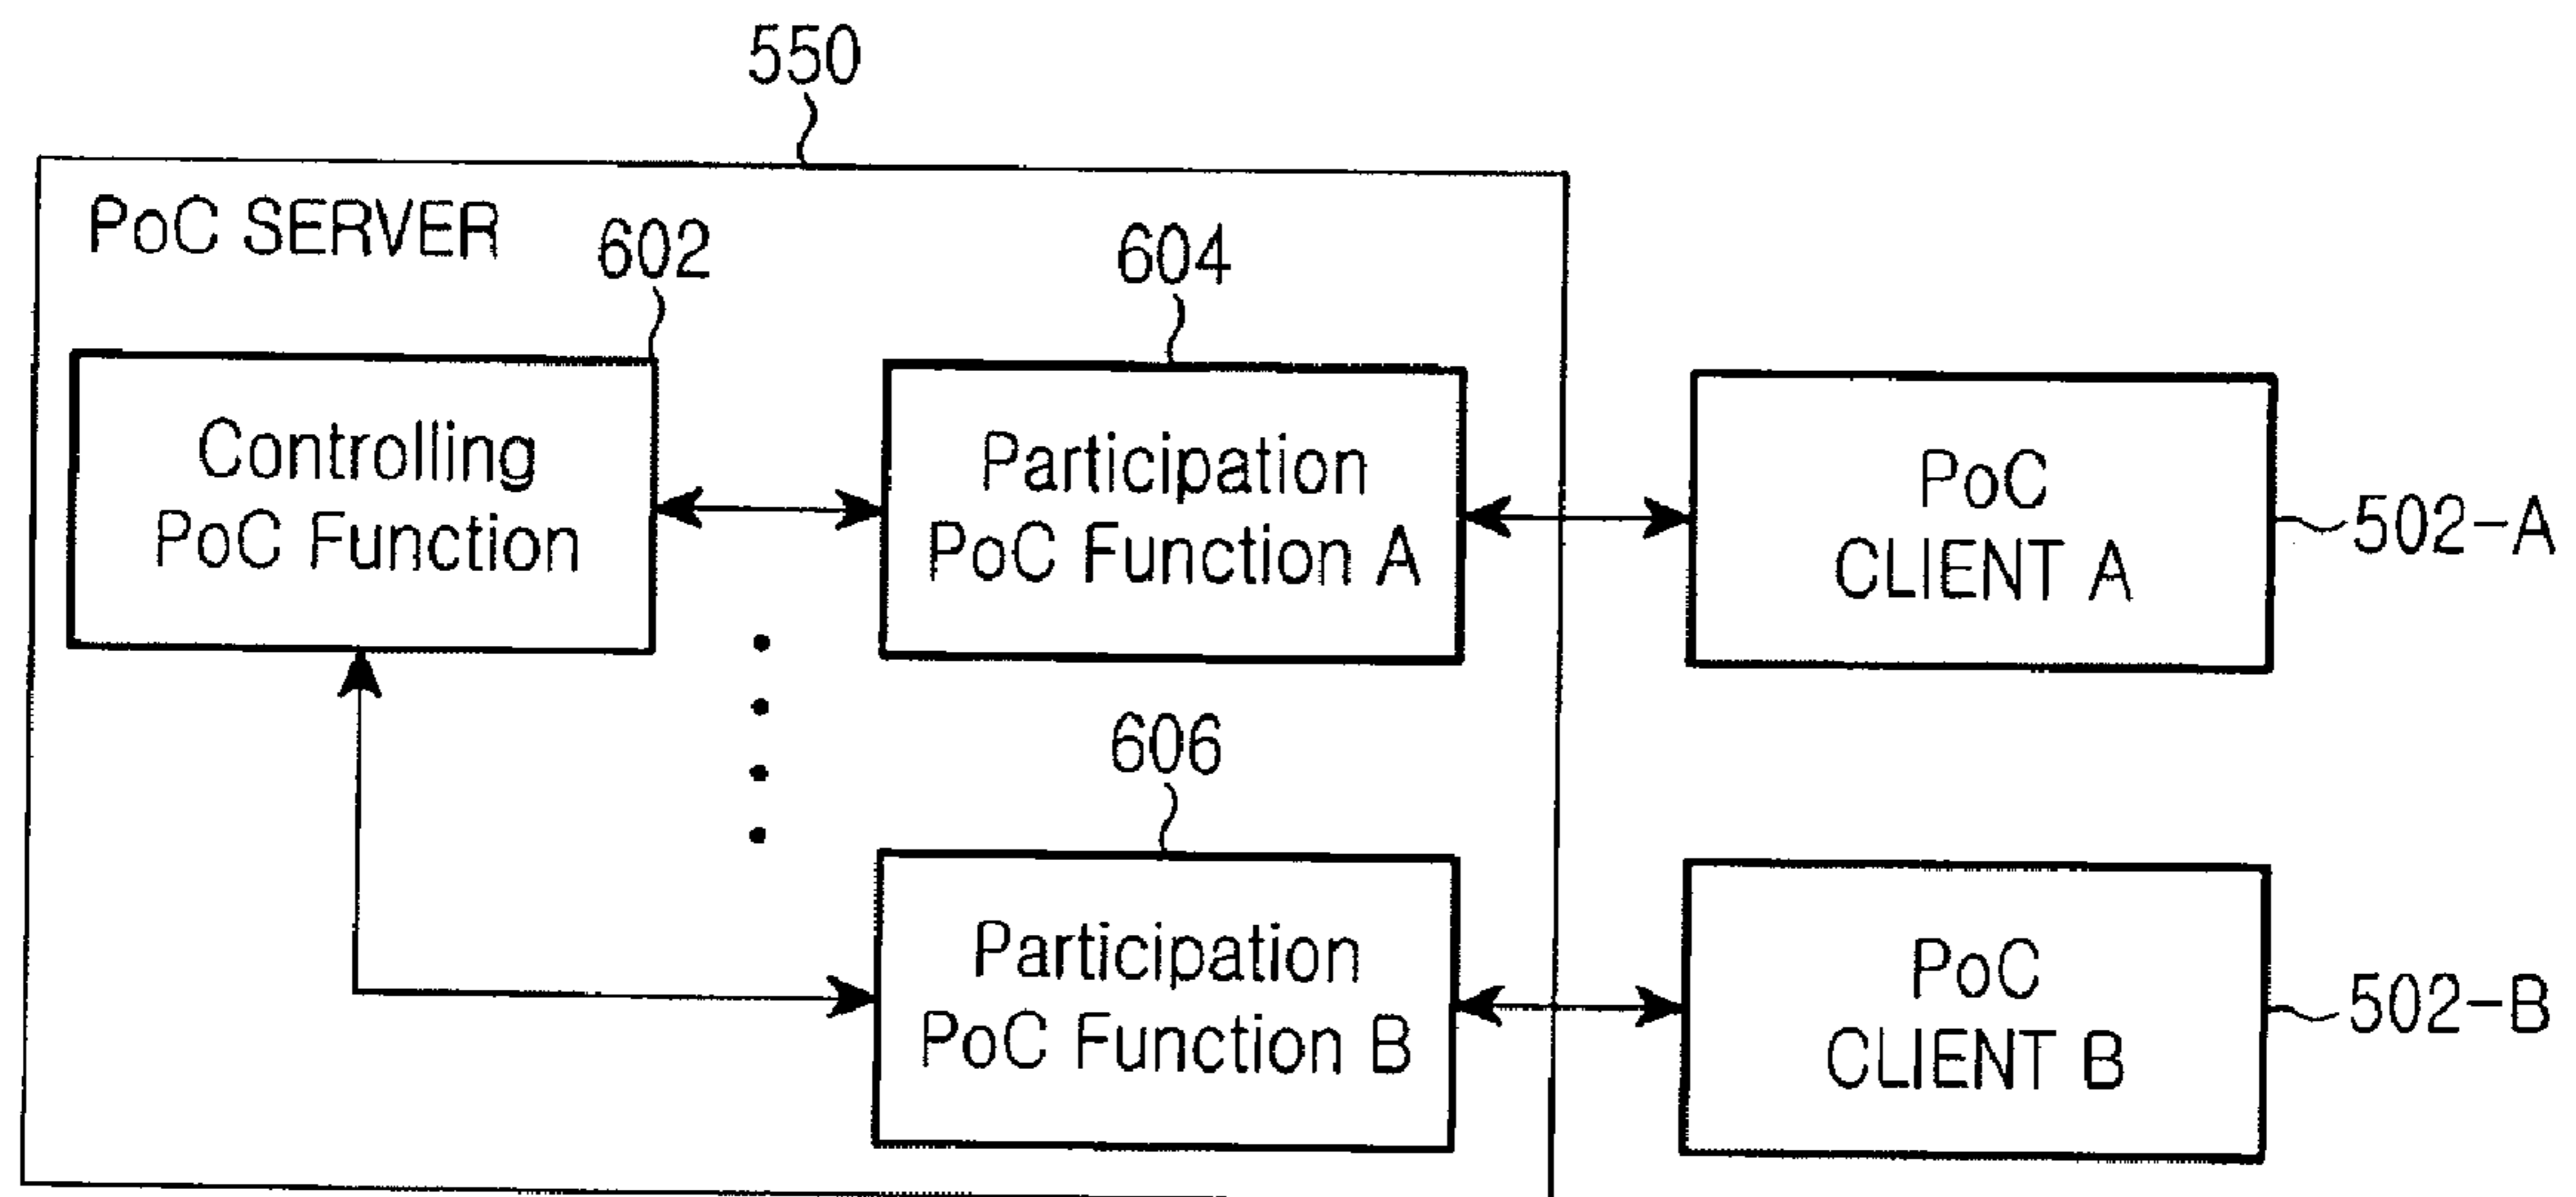 550
PoC SERVER
602
604
Controlling
PoC Function
Participation
PoC Function A
PoC
CLIENT A
502-A
606
Participation
PoC Function B
PoC
CLIENT B
502-B